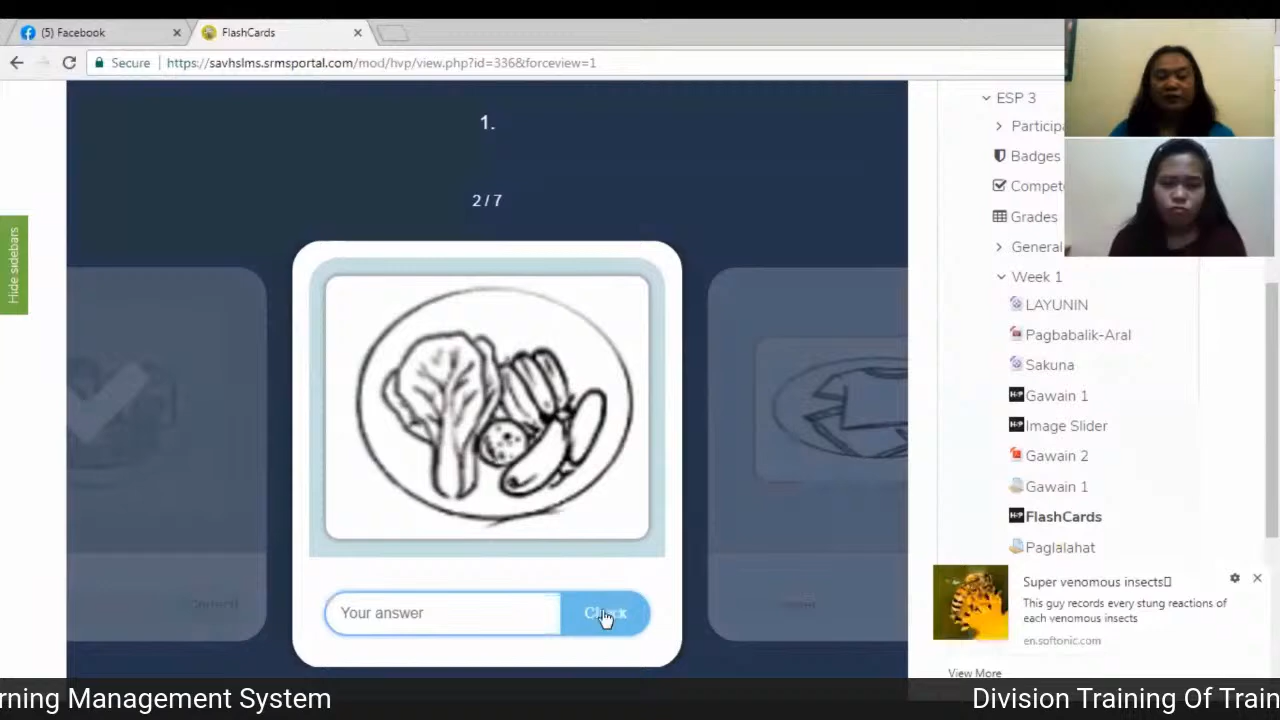 (5) Facebook
FlashCards
Secure
https://savhslms.srmsportal.com/mod/hvp/view.php?id=336&forceview=1
Hide sidebars
1.
2 / 7
Your answer
Check
ESP 3
Badges
Grades
General
Week 1
LAYUNIN
Pagbabalik-Aral
Sakuna
H-P Gawain 1
H-P Image Slider
Gawain 2
Gawain 1
H-P FlashCards
Paglalahat
Super venomous insects
This guy records every stung reactions of
each venomous insects
en.softonic.com
View More
rning Management System
Division Training Of Train